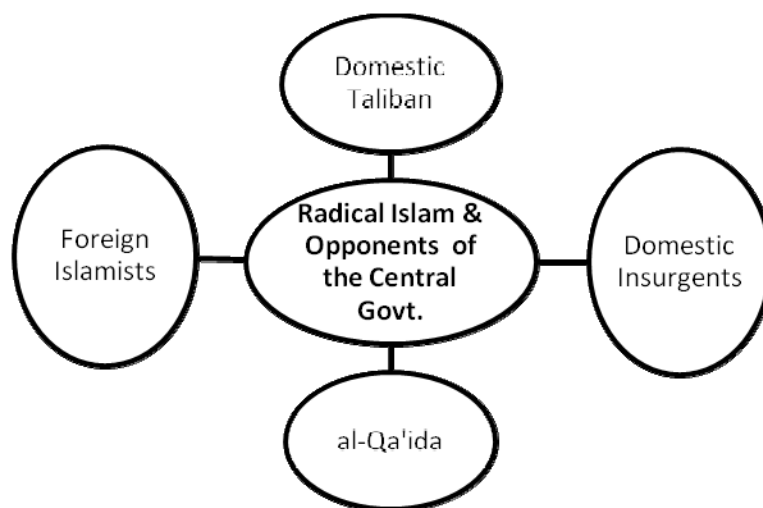 Domestic
Taliban
Radical Islam &
Opponents of
the Central
Govt.
Foreign
Islamists
Domestic
Insurgents
al-Qa'ida